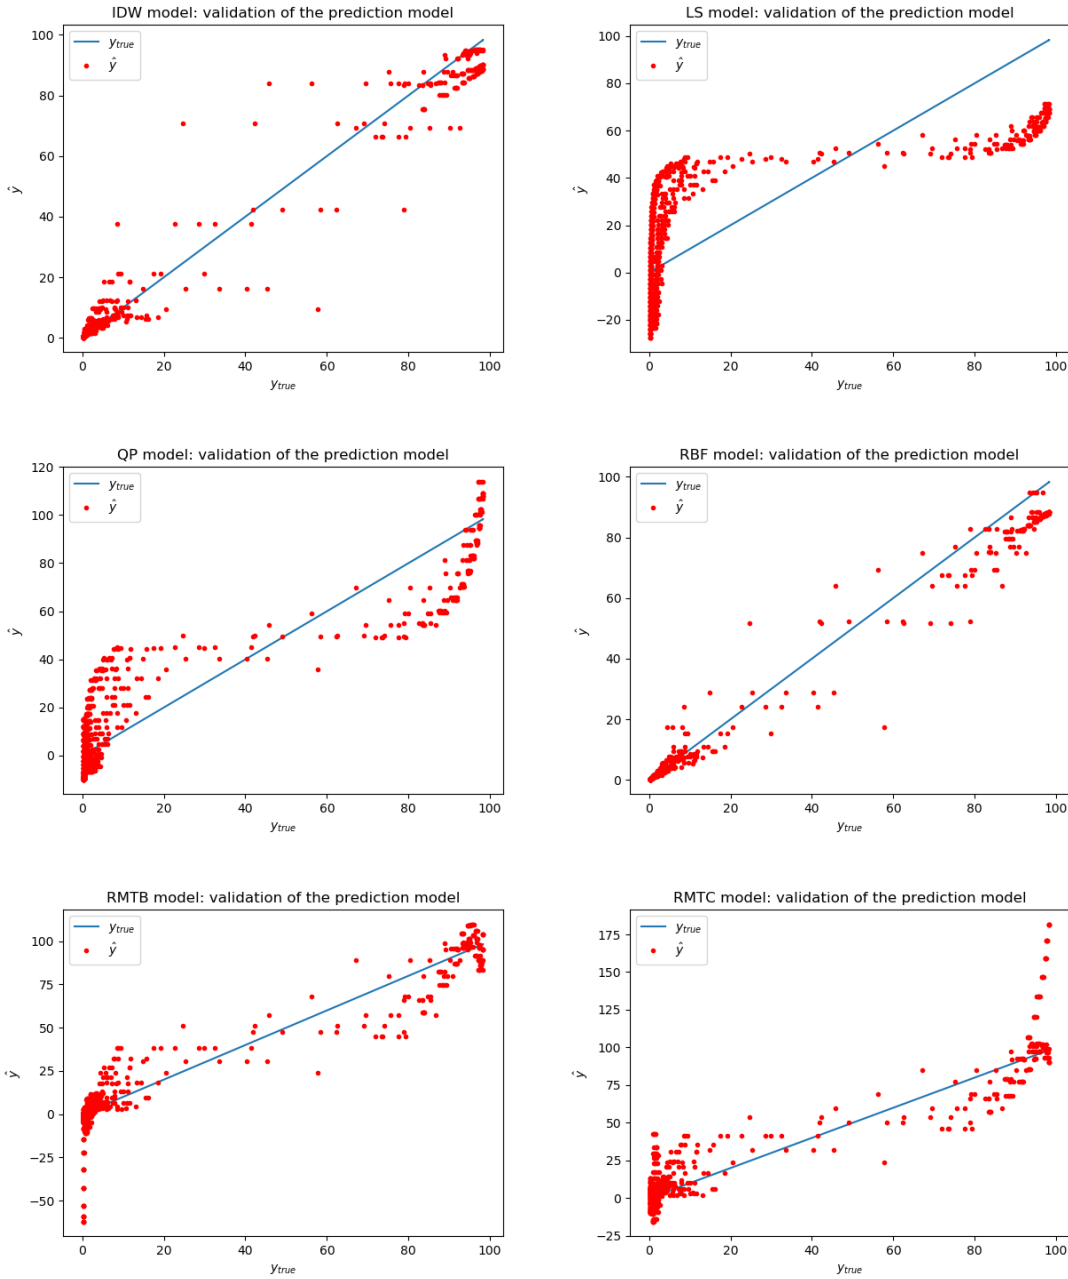 IDW model: validation of the prediction model
100
80
60
40
20
0
ŷ
y_true
ŷ
0 20 40 60 80 100
y_true
LS model: validation of the prediction model
100
80
60
40
20
0
−20
ŷ
y_true
ŷ
0 20 40 60 80 100
y_true
QP model: validation of the prediction model
120
100
80
60
40
20
0
ŷ
y_true
ŷ
0 20 40 60 80 100
y_true
RBF model: validation of the prediction model
100
80
60
40
20
0
ŷ
y_true
ŷ
0 20 40 60 80 100
y_true
RMTB model: validation of the prediction model
100
75
50
25
0
−25
−50
ŷ
y_true
ŷ
0 20 40 60 80 100
y_true
RMTC model: validation of the prediction model
175
150
125
100
75
50
25
0
−25
ŷ
y_true
ŷ
0 20 40 60 80 100
y_true